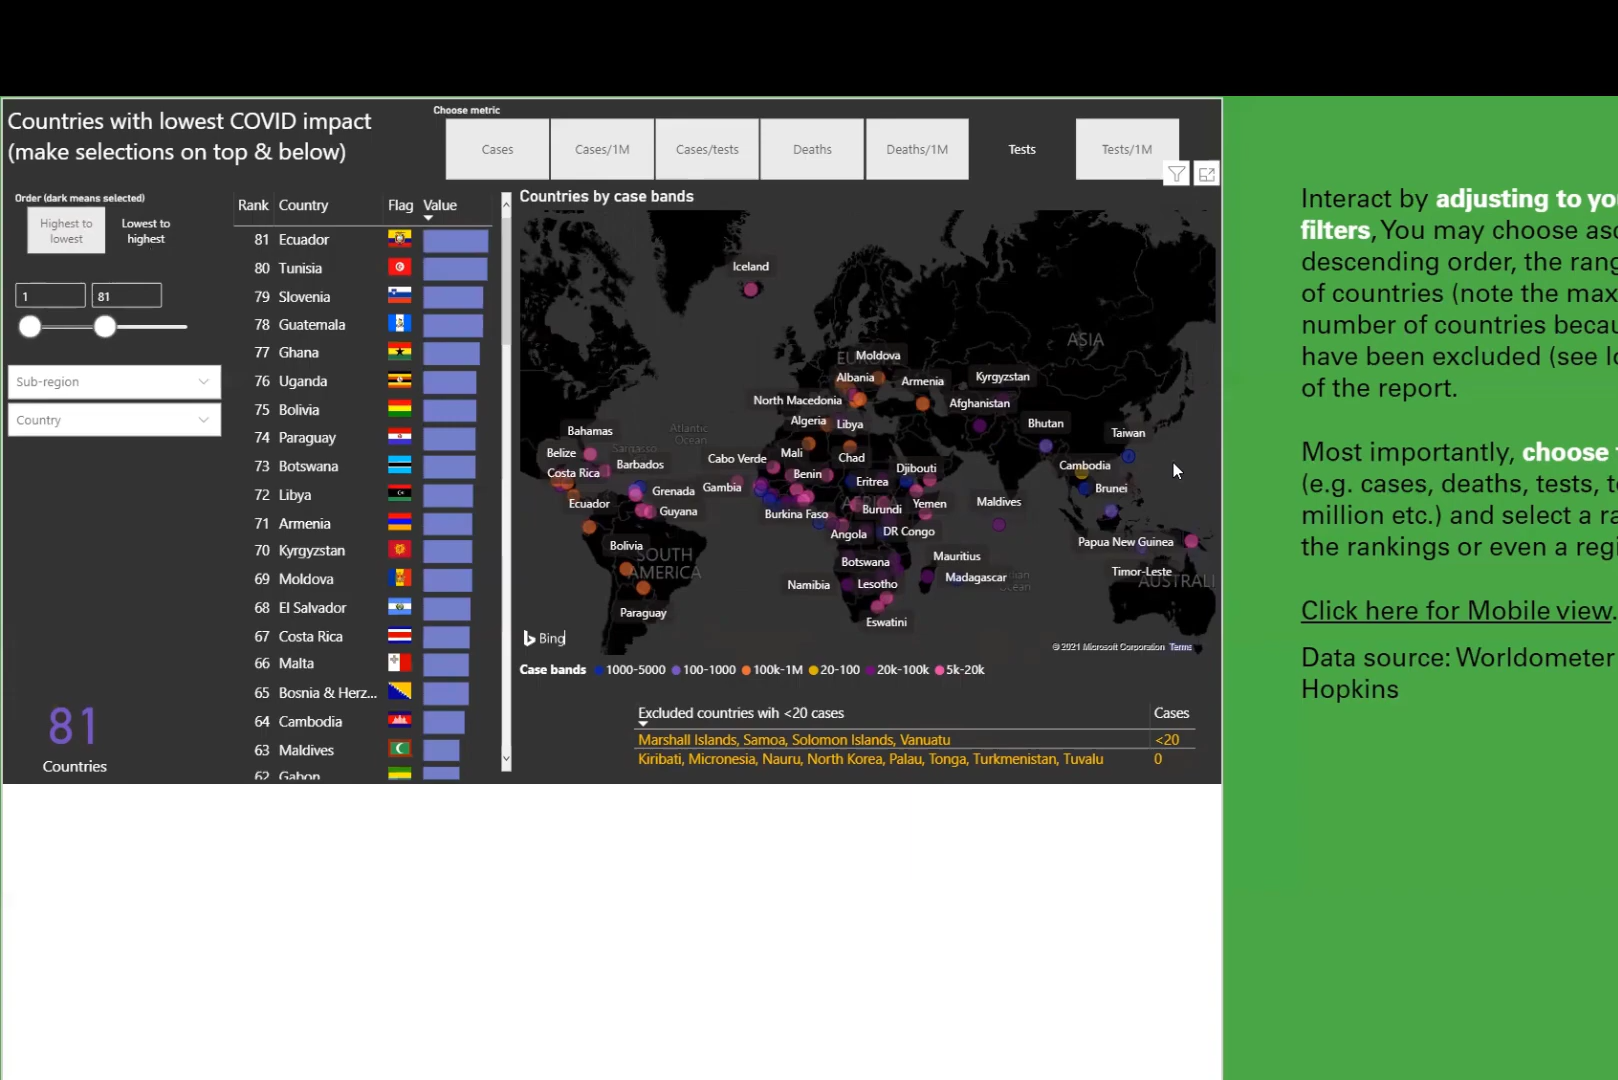 Choose metric
Countries with lowest COVID impact
(make selections on top & below)
Cases
Cases/1M
Cases/tests
Deaths
Deaths/1M
Tests
Tests/1M
Order (dark means selected)
Highest to
lowest
Lowest to
highest
1
81
Sub-region
Country
81
Countries
Rank Country Flag Value
81 Ecuador
80 Tunisia
79 Slovenia
78 Guatemala
77 Ghana
76 Uganda
75 Bolivia
74 Paraguay
73 Botswana
72 Libya
71 Armenia
70 Kyrgyzstan
69 Moldova
68 El Salvador
67 Costa Rica
66 Malta
65 Bosnia & Herz...
64 Cambodia
63 Maldives
62 Gabon
Countries by case bands
Iceland
ASIA
Moldova
Albania
Armenia
Kyrgyzstan
North Macedonia
Afghanistan
Algeria
Libya
Bhutan
Bahamas
Atlantic
Ocean
Taiwan
Belize
Sargasso
Barbados
Cabo Verde
Mali
Chad
Costa Rica
Benin
Djibouti
Cambodia
Eritrea
Gambia
Grenada
Brunei
Maldives
Ecuador
Guyana
Burkina Faso
Burundi
Yemen
Angola
DR Congo
Papua New Guinea
Bolivia
SOUTH
AMERICA
Botswana
Mauritius
Namibia
Lesotho
Madagascar
Ocean
Timor-Leste
AUSTRALI
Paraguay
Eswatini
Bing
© 2021 Microsoft Corporation Terms
Case bands 1000-5000 100-1000 100k-1M 20-100 20k-100k 5k-20k
Excluded countries wih <20 cases Cases
Marshall Islands, Samoa, Solomon Islands, Vanuatu <20
Kiribati, Micronesia, Nauru, North Korea, Palau, Tonga, Turkmenistan, Tuvalu 0
Interact by adjusting to you
filters, You may choose asc
descending order, the rang
of countries (note the max
number of countries becau
have been excluded (see lo
of the report.
Most importantly, choose t
(e.g. cases, deaths, tests, te
million etc.) and select a ra
the rankings or even a regi
Click here for Mobile view.
Data source: Worldometer
Hopkins